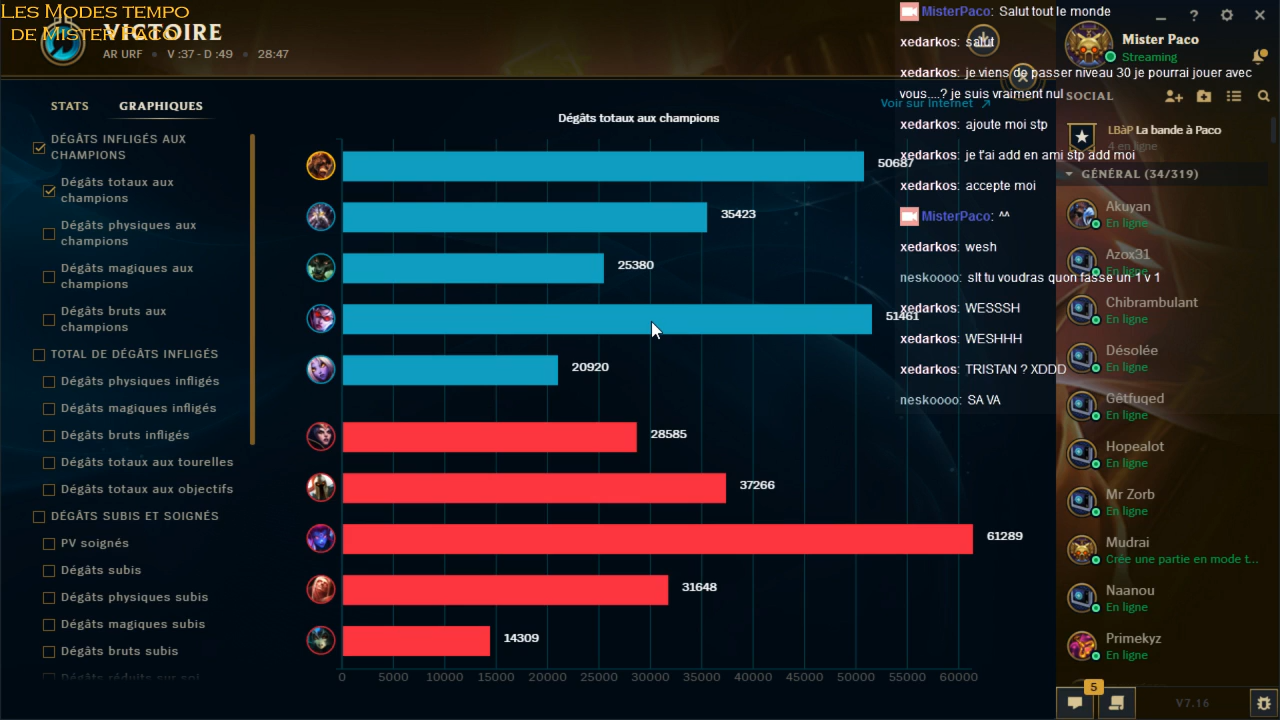 Les Modes tempo
de Mister Paco
VICTOIRE
AR URF • V :37 - D :49 • 28:47
STATS
GRAPHIQUES
DÉGÂTS INFLIGÉS AUX
CHAMPIONS
Dégâts totaux aux
champions
Dégâts physiques aux
champions
Dégâts magiques aux
champions
Dégâts bruts aux
champions
TOTAL DE DÉGÂTS INFLIGÉS
Dégâts physiques infligés
Dégâts magiques infligés
Dégâts bruts infligés
Dégâts totaux aux tourelles
Dégâts totaux aux objectifs
DÉGÂTS SUBIS ET SOIGNÉS
PV soignés
Dégâts subis
Dégâts physiques subis
Dégâts magiques subis
Dégâts bruts subis
Dégâts réduits sur soi
Voir sur Internet
Dégâts totaux aux champions
50687
35423
25380
51461
20920
28585
37266
61289
31648
14309
0 5000 10000 15000 20000 25000 30000 35000 40000 45000 50000 55000 60000
MisterPaco: Salut tout le monde
xedarkos: salut
xedarkos: je viens de passer niveau 30 je pourrai jouer avec
vous....? je suis vraiment nul
xedarkos: ajoute moi stp
xedarkos: je t'ai add en ami stp add moi
xedarkos: accepte moi
MisterPaco: ^^
xedarkos: wesh
neskoooo: slt tu voudras quon fasse un 1 v 1
xedarkos: WESSSH
xedarkos: WESHHH
xedarkos: TRISTAN ? XDDD
neskoooo: SA VA
Mister Paco
Streaming
SOCIAL
LBàP La bande à Paco
4 en ligne
GÉNÉRAL (34/319)
Akuyan
En ligne
Azox31
En ligne
Chibrambulant
En ligne
Désolée
En ligne
Gêtfuqed
En ligne
Hopealot
En ligne
Mr Zorb
En ligne
Mudrai
Crée une partie en mode t...
Naanou
En ligne
Primekyz
En ligne
5
V7.16